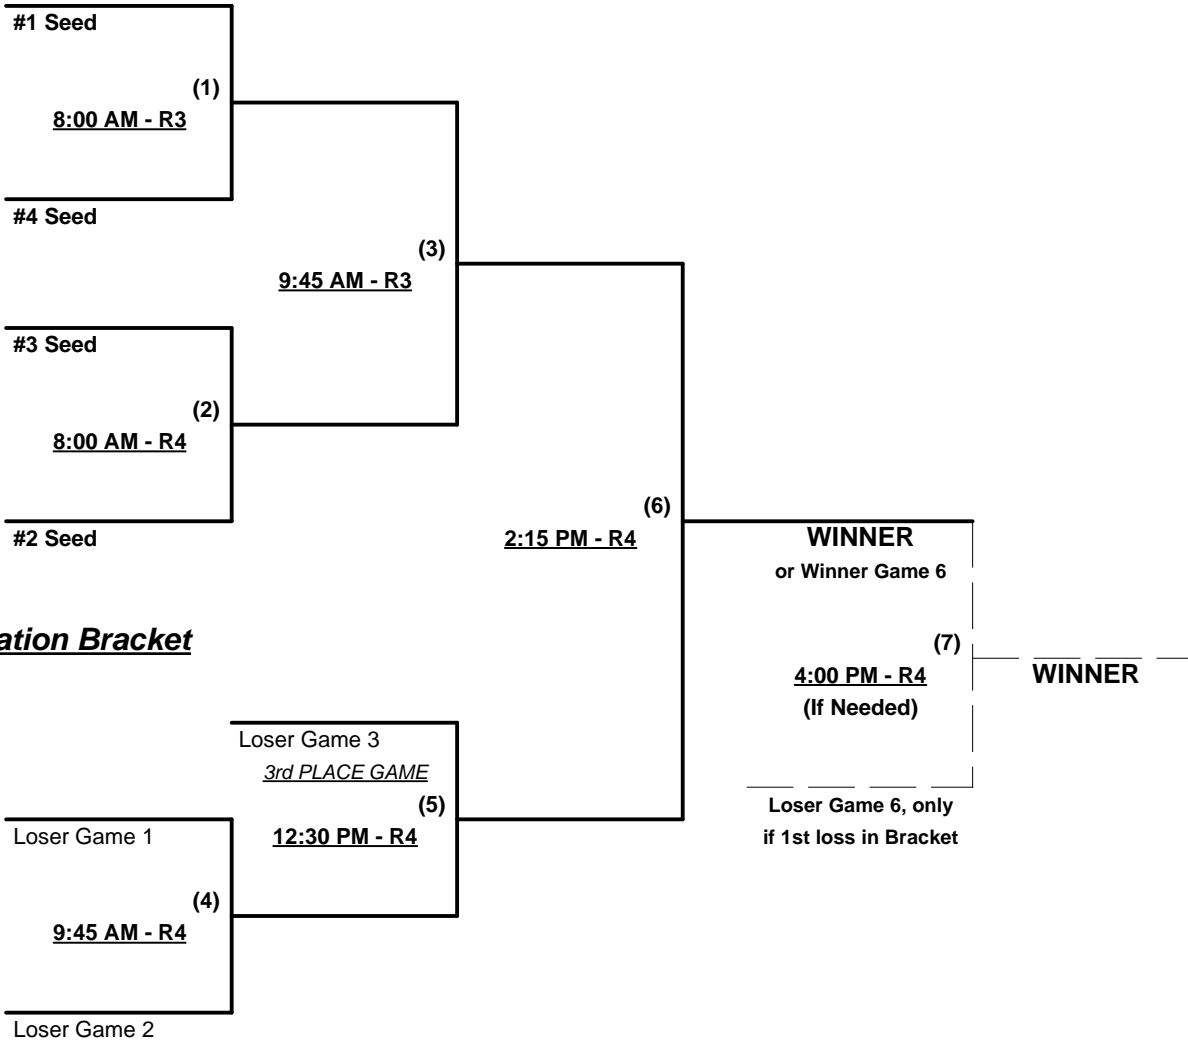 #1 Seed
(1)
8:00 AM - R3
#4 Seed
(3)
9:45 AM - R3
#3 Seed
(2)
8:00 AM - R4
#2 Seed
(6)
2:15 PM - R4
WINNER
or Winner Game 6
ation Bracket
(7)
4:00 PM - R4
(If Needed)
WINNER
Loser Game 3
3rd PLACE GAME
(5)
12:30 PM - R4
Loser Game 6, only
if 1st loss in Bracket
Loser Game 1
(4)
9:45 AM - R4
Loser Game 2